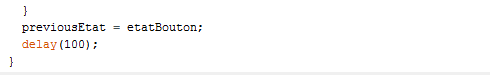 }
previousEtat = etatBouton;
delay(100);
}